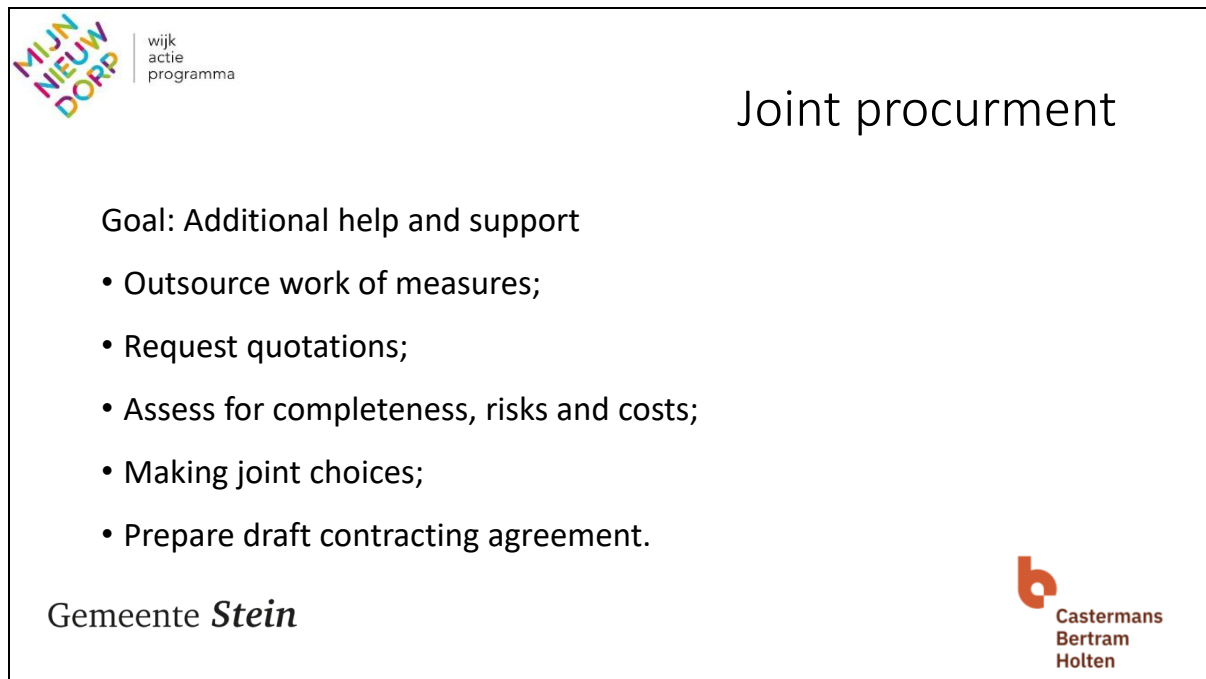 MIJN
NIEUW
DORP
wijk
actie
programma
Joint procurment
Goal: Additional help and support
• Outsource work of measures;
• Request quotations;
• Assess for completeness, risks and costs;
• Making joint choices;
• Prepare draft contracting agreement.
Gemeente Stein
Castermans
Bertram
Holten